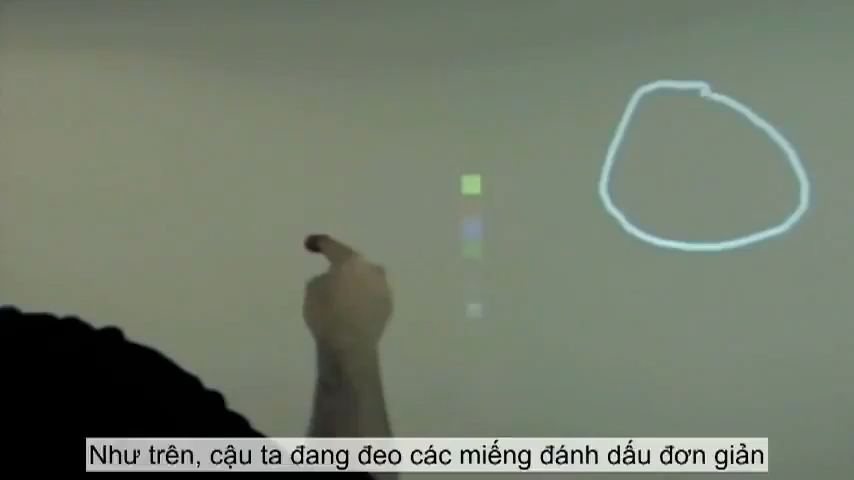 Như trên, cậu ta đang đeo các miếng đánh dấu đơn giản